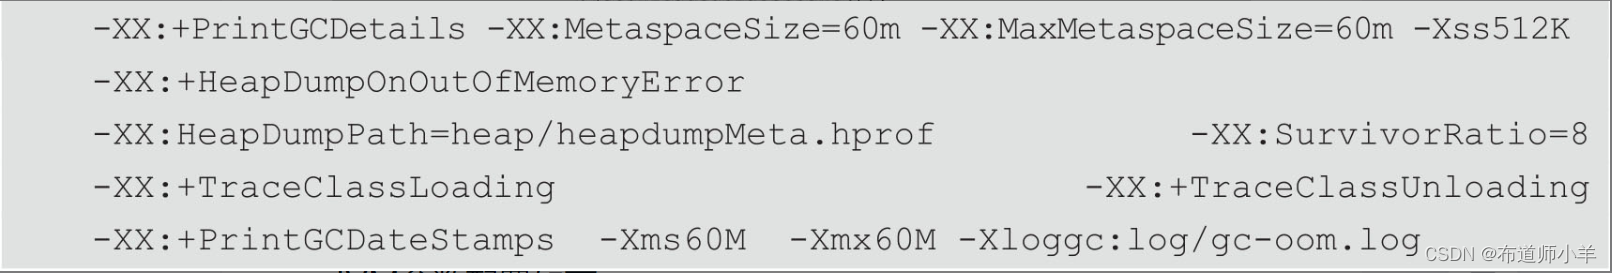 -XX:+PrintGCDetails -XX:MetaspaceSize=60m -XX:MaxMetaspaceSize=60m -Xss512K
-XX:+HeapDumpOnOutOfMemoryError
-XX:HeapDumpPath=heap/heapdumpMeta.hprof -XX:SurvivorRatio=8
-XX:+TraceClassLoading -XX:+TraceClassUnloading
-XX:+PrintGCDateStamps -Xms60M -Xmx60M -Xloggc:log/gc-oom.log
CSDN @布道师小羊